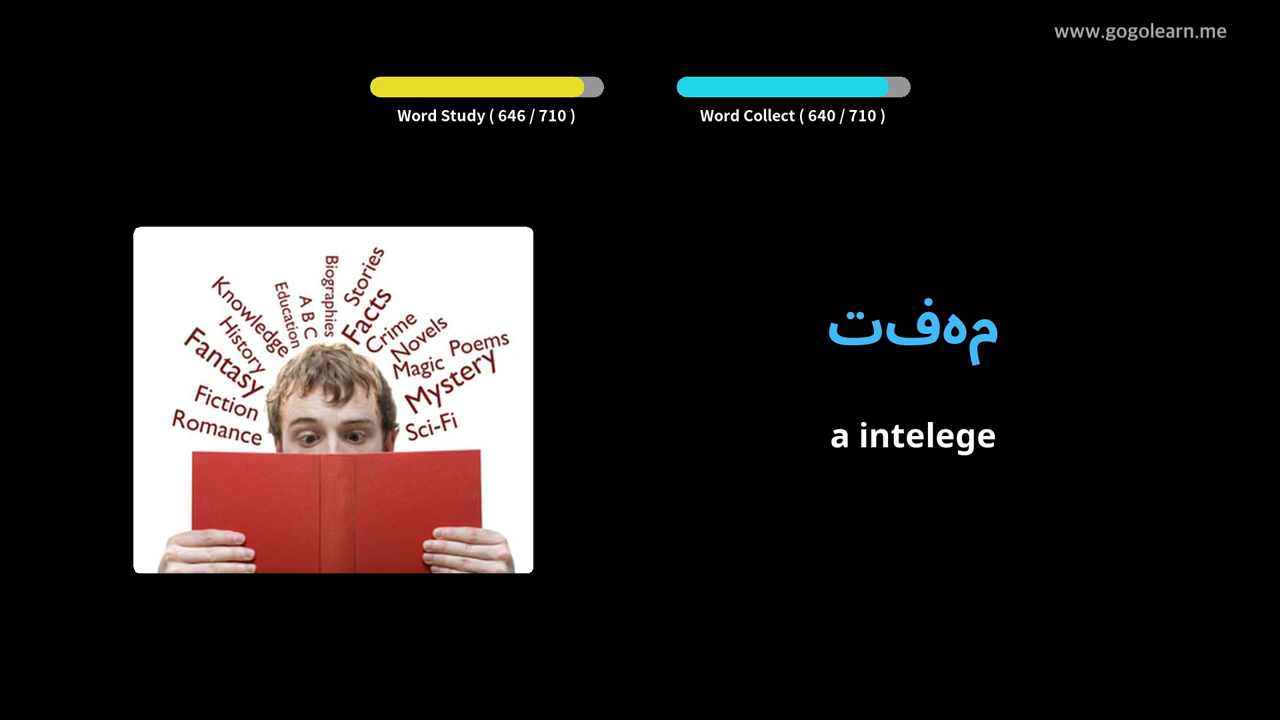 www.gogolearn.me
Word Study ( 646 / 710 )
Word Collect ( 640 / 710 )
Knowledge
History
Fantasy
Fiction
Romance
Education
A B C
Biographies
Stories
Facts
Crime
Novels
Magic
Poems
Mystery
Sci-Fi
مهفت
a intelege